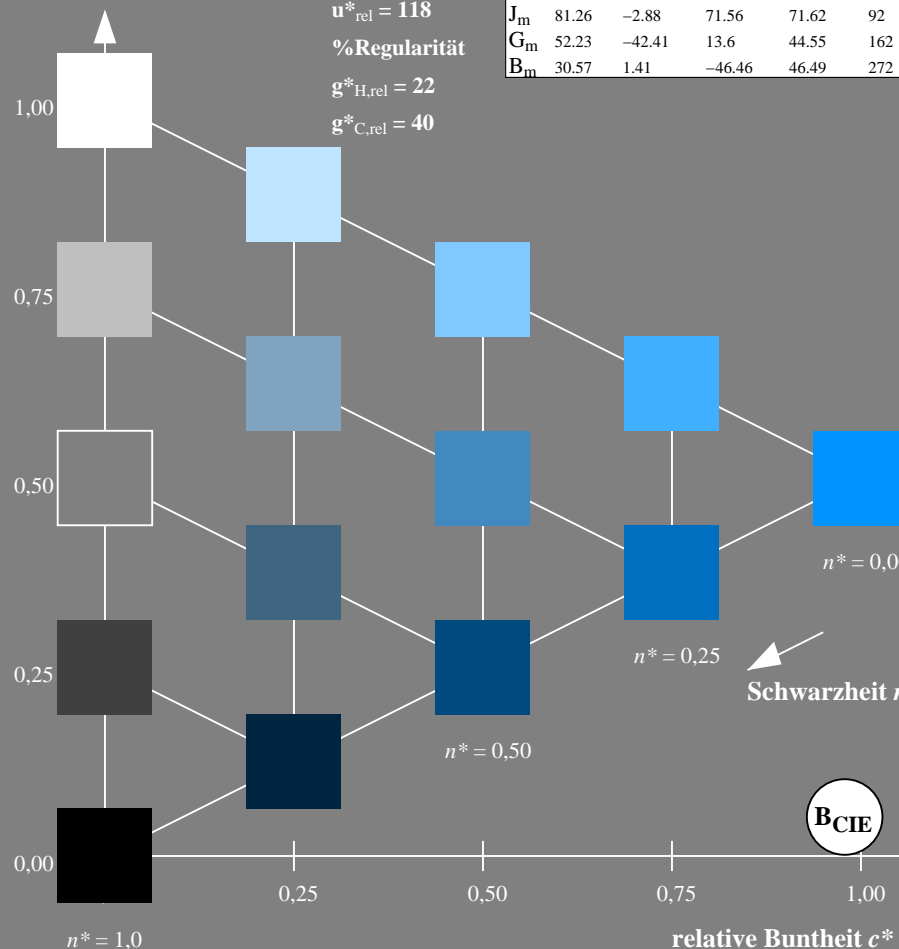 u*rel = 118
%Regularität
g*H,rel = 22
g*C,rel = 40
Jm 81.26 −2.88 71.56 71.62 92
Gm 52.23 −42.41 13.6 44.55 162
Bm 30.57 1.41 −46.46 46.49 272
1,00
0,75
0,50
0,25
0,00
n* = 0,0
n* = 0,25
Schwarzheit n
n* = 0,50
BCIE
0,25 0,50 0,75 1,00
n* = 1,0
relative Buntheit c*